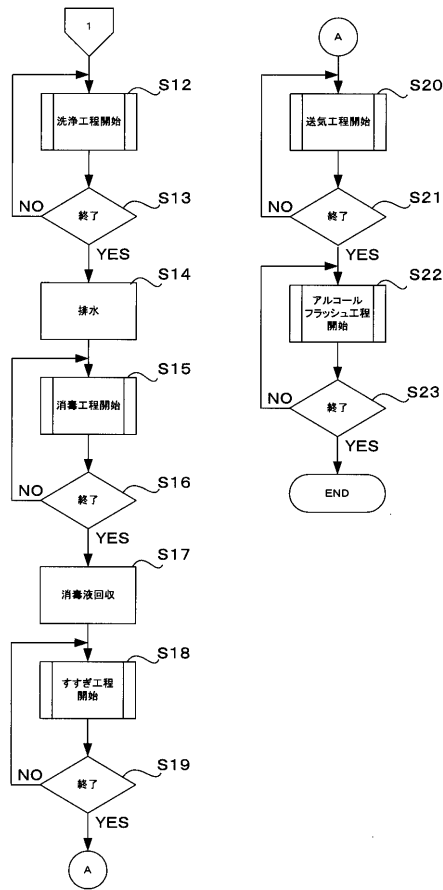 1
S12
洗浄工程開始
S13
終了
NO
YES
S14
排水
S15
消毒工程開始
S16
終了
NO
YES
S17
消毒液回収
S18
すすぎ工程
開始
S19
終了
NO
YES
A
A
S20
送気工程開始
S21
終了
NO
YES
S22
アルコール
フラッシュ工程
開始
S23
終了
NO
YES
END